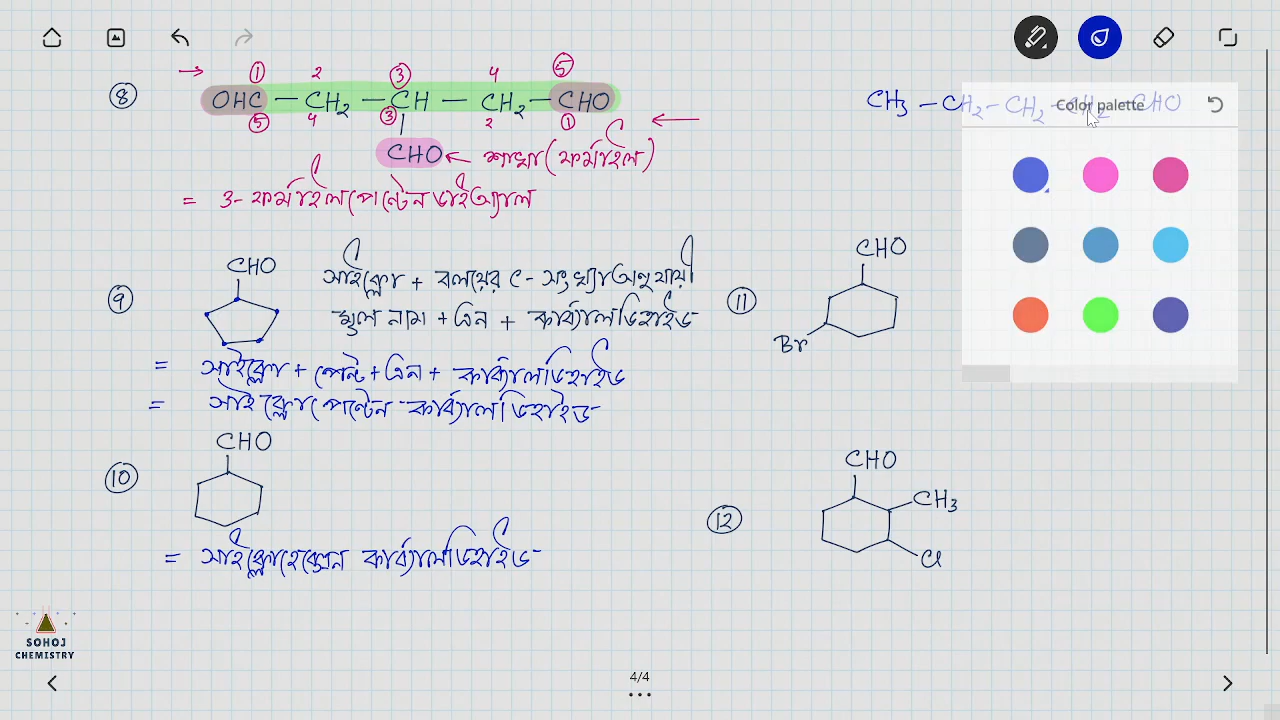 → ① 2 ③ 4 ⑤
⑧ OHC — CH₂ — CH — CH₂ — CHO
⑤ 4 ③ 2 ① ←
CHO ← শাখা (ফর্মাইল)
= ৩- ফর্মাইলপেন্টেন ডাইঅ্যাল
CH₃ – CH₂ – CH₂ – CH₂ – CHO
Color palette
⑨ CHO
সাইক্লো + বলয়ের C- সংখ্যা অনুযায়ী
মূল নাম + এন + কার্ব্যালডিহাইড
= সাইক্লো + পেন্ট + এন + কার্ব্যালডিহাইড
= সাইক্লোপেন্টেন কার্ব্যালডিহাইড
⑩ CHO
= সাইক্লোহেক্সেন কার্ব্যালডিহাইড
⑪ CHO
Br
⑫ CHO
CH₃
Cl
SOHOJ
CHEMISTRY
4/4